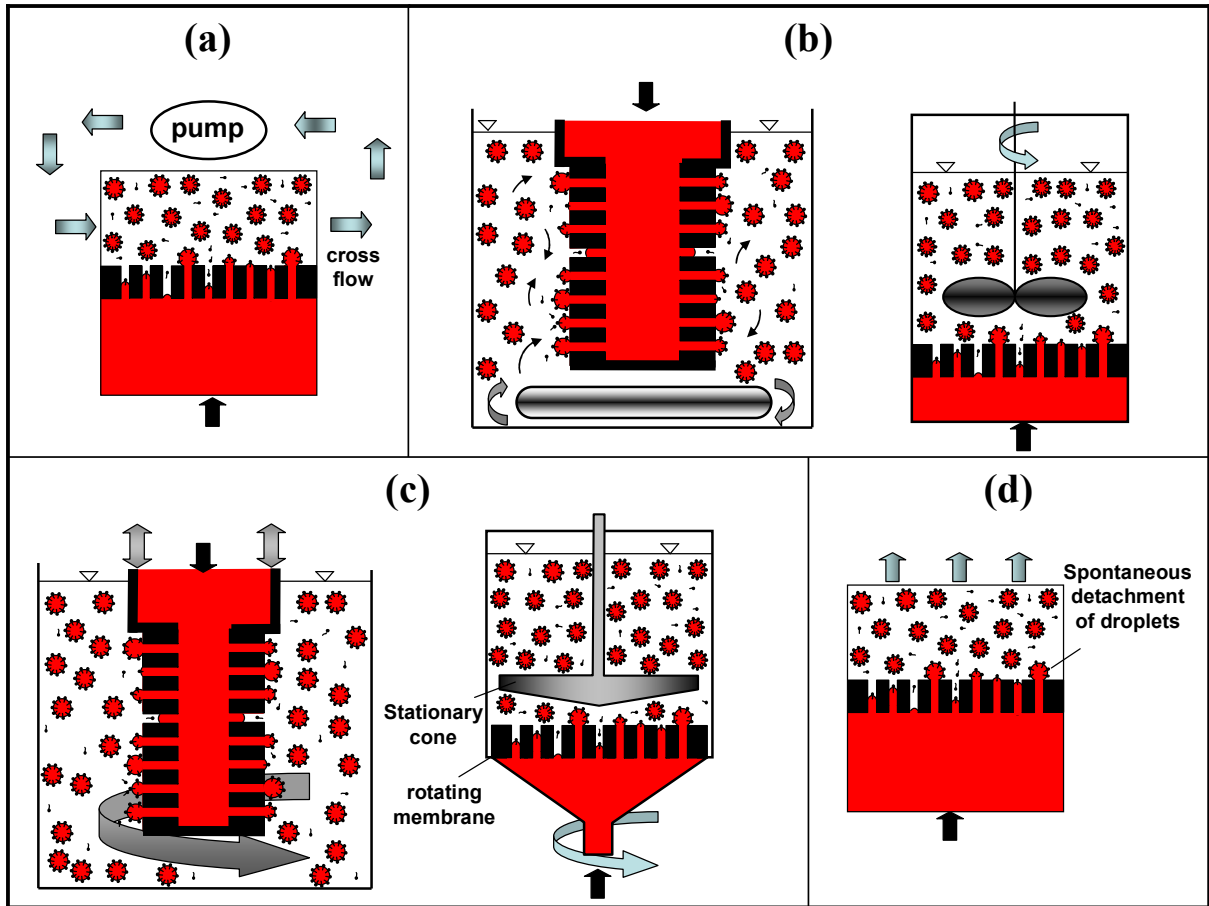 (a)
pump
cross
flow
(b)
(c)
Stationary
cone
rotating
membrane
(d)
Spontaneous
detachment
of droplets